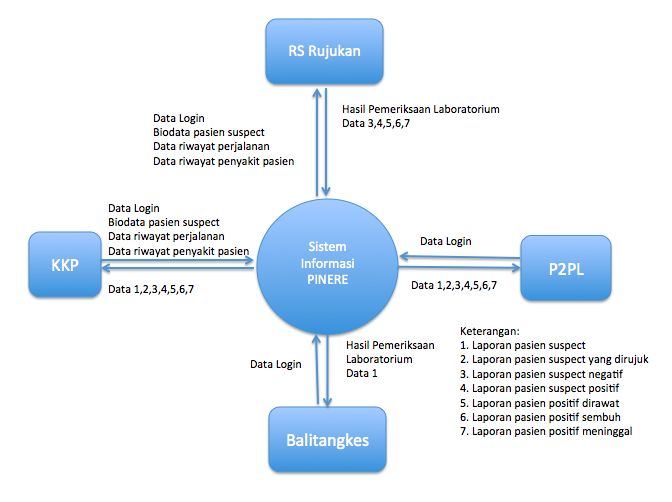 RS Rujukan
Data Login
Biodata pasien suspect
Data riwayat perjalanan
Data riwayat penyakit pasien
Hasil Pemeriksaan Laboratorium
Data 3,4,5,6,7
Data Login
Biodata pasien suspect
Data riwayat perjalanan
Data riwayat penyakit pasien
KKP
Data 1,2,3,4,5,6,7
Sistem
Informasi
PINERE
Data Login
P2PL
Data 1,2,3,4,5,6,7
Data Login
Hasil Pemeriksaan
Laboratorium
Data 1
Balitangkes
Keterangan:
1. Laporan pasien suspect
2. Laporan pasien suspect yang dirujuk
3. Laporan pasien suspect negatif
4. Laporan pasien suspect positif
5. Laporan pasien positif dirawat
6. Laporan pasien positif sembuh
7. Laporan pasien positif meninggal